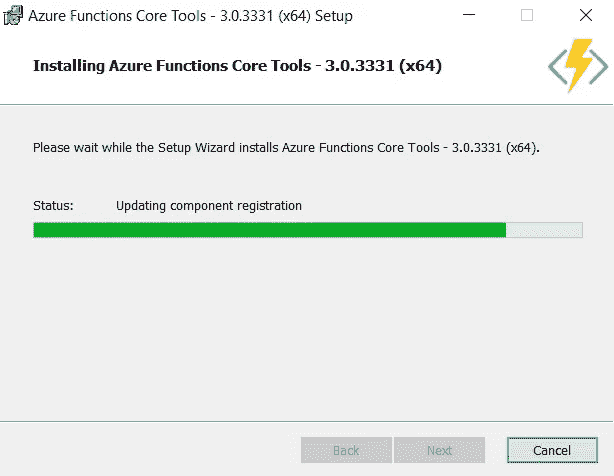 Azure Functions Core Tools - 3.0.3331 (x64) Setup
Installing Azure Functions Core Tools - 3.0.3331 (x64)
Please wait while the Setup Wizard installs Azure Functions Core Tools - 3.0.3331 (x64).
Status: Updating component registration
Back Next Cancel